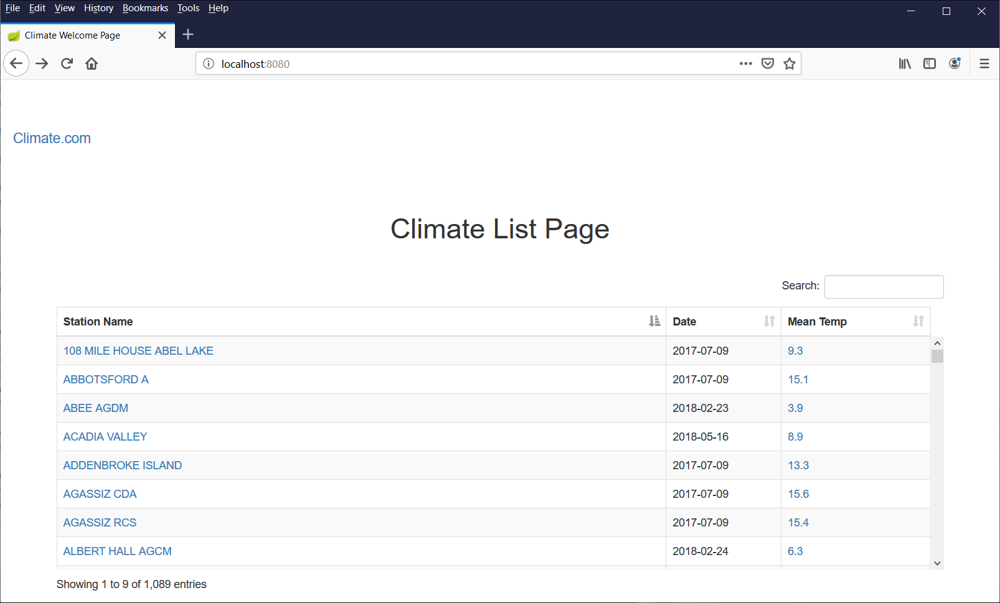 File Edit View History Bookmarks Tools Help
Climate Welcome Page
localhost:8080
Climate.com
Climate List Page
Search:
Station Name Date Mean Temp
108 MILE HOUSE ABEL LAKE 2017-07-09 9.3
ABBOTSFORD A 2017-07-09 15.1
ABEE AGDM 2018-02-23 3.9
ACADIA VALLEY 2018-05-16 8.9
ADDENBROKE ISLAND 2017-07-09 13.3
AGASSIZ CDA 2017-07-09 15.6
AGASSIZ RCS 2017-07-09 15.4
ALBERT HALL AGCM 2018-02-24 6.3
Showing 1 to 9 of 1,089 entries